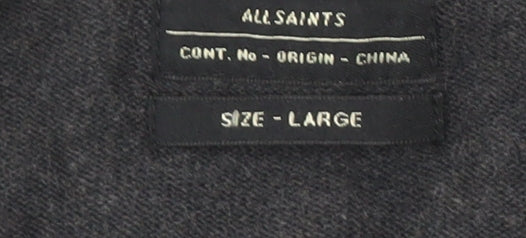 ALLSAINTS
CONT. No - ORIGIN - CHINA
SIZE - LARGE